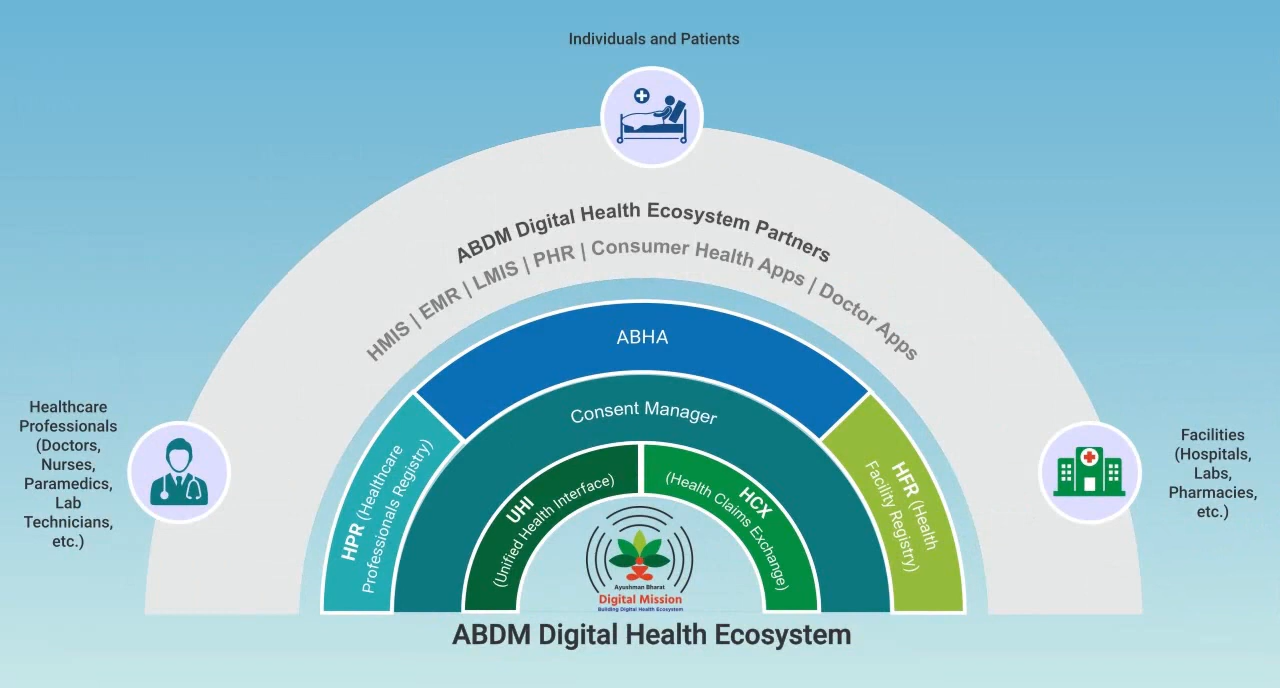 Individuals and Patients
ABDM Digital Health Ecosystem Partners
HMIS | EMR | LMIS | PHR | Consumer Health Apps | Doctor Apps
ABHA
Consent Manager
Healthcare
Professionals
(Doctors,
Nurses,
Paramedics,
Lab
Technicians,
etc.)
Facilities
(Hospitals,
Labs,
Pharmacies,
etc.)
HPR (Healthcare
Professionals Registry)
HFR (Health
Facility Registry)
UHI
(Unified Health Interface)
HCX
(Health Claims Exchange)
Ayushman Bharat
Digital Mission
Building Digital Health Ecosystem
ABDM Digital Health Ecosystem